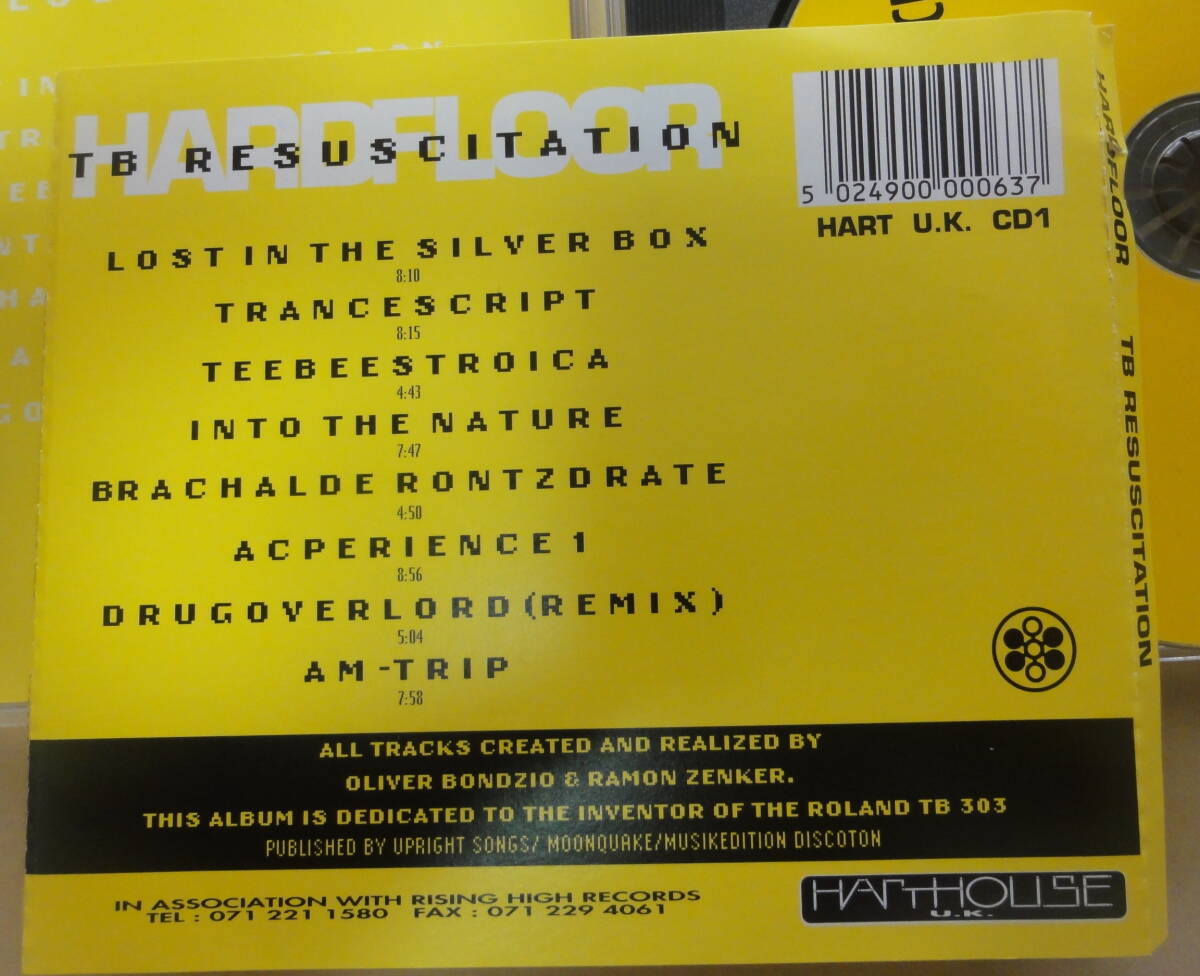 HARDFLOOR
TB RESUSCITATION
5 024900 000637
HART U.K. CD1
LOST IN THE SILVER BOX
8:10
TRANCESCRIPT
8:15
TEEBEESTROICA
4:43
INTO THE NATURE
7:47
BRACHALDE RONTZDRATE
4:50
ACPERIENCE 1
8:56
DRUGOVERLORD (REMIX)
5:04
AM-TRIP
7:58
ALL TRACKS CREATED AND REALIZED BY
OLIVER BONDZIO & RAMON ZENKER.
THIS ALBUM IS DEDICATED TO THE INVENTOR OF THE ROLAND TB 303
PUBLISHED BY UPRIGHT SONGS/ MOONQUAKE/MUSIKEDITION DISCOTON
IN ASSOCIATION WITH RISING HIGH RECORDS
TEL : 071 221 1580 FAX : 071 229 4061
HARTHOUSE
U.K.
HARDFLOOR TB RESUSCITATION